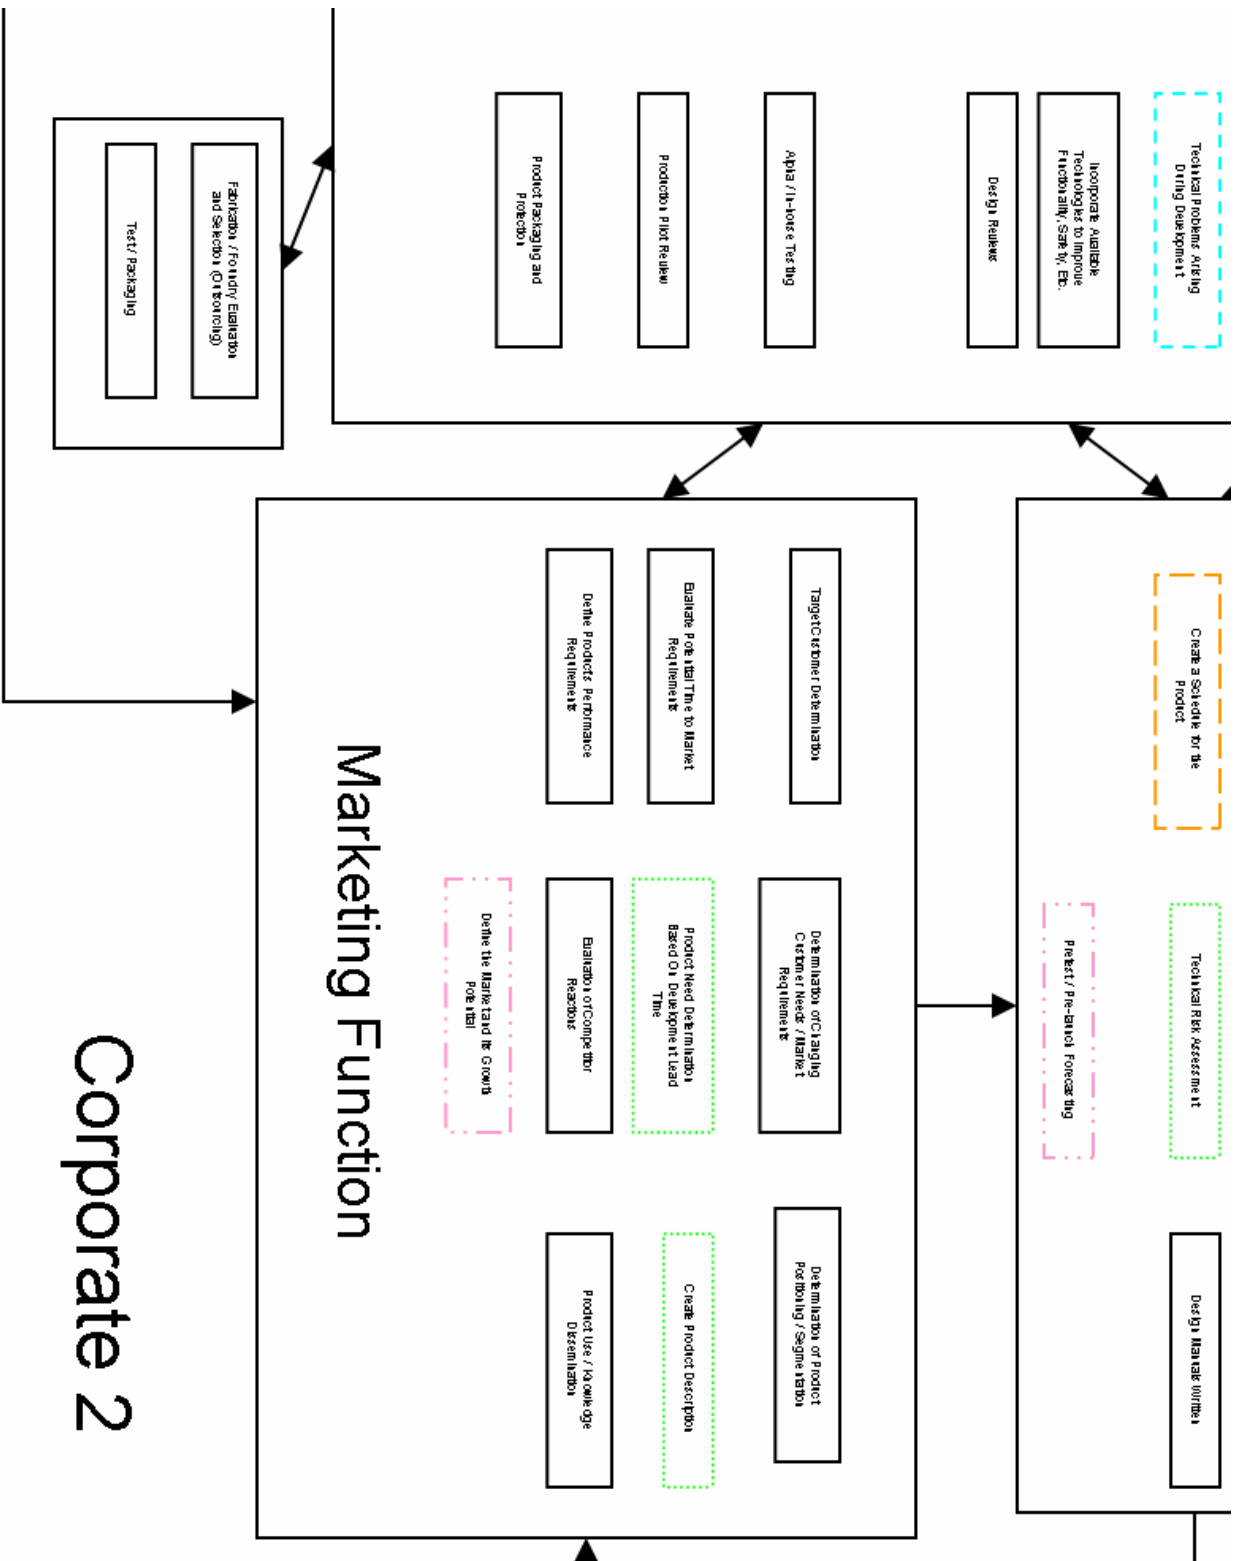 Technical Problems Arising
During Development
Incorporate Available
Technologies to Improve
Functionality, Safety, Etc.
Design Reviews
Alpha / In-house Testing
Production Pilot Review
Product Packaging and
Protection
Create a Schedule for the
Product
Technical Risk Assessment
Pretest / Pre-launch Forecasting
Design Manuals Written
Fabrication / Foundry Evaluation
and Selection (Outsourcing)
Test / Packaging
Target Customer Determination
Evaluate Potential Time to Market
Requirements
Define Products Performance
Requirements
Determination of Changing
Customer Needs / Market
Requirements
Product Need Determination
Based On Development Lead
Time
Evaluation of Competitor
Reactions
Define the Market and Its Growth
Potential
Determination of Product
Positioning / Segmentation
Create Product Description
Product Use / Knowledge
Dissemination
Marketing Function
Corporate 2